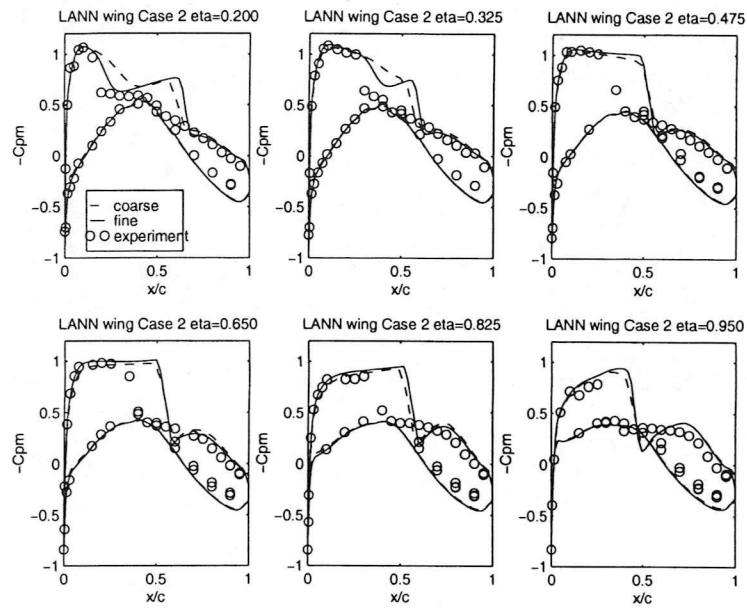 LANN wing Case 2 eta=0.200
LANN wing Case 2 eta=0.325
LANN wing Case 2 eta=0.475
1
0.5
0
−0.5
−1
-Cpm
coarse
fine
experiment
0
0.5
1
x/c
1
0.5
0
−0.5
−1
-Cpm
0
0.5
1
x/c
1
0.5
0
−0.5
−1
-Cpm
0
0.5
1
x/c
LANN wing Case 2 eta=0.650
LANN wing Case 2 eta=0.825
LANN wing Case 2 eta=0.950
1
0.5
0
−0.5
−1
-Cpm
0
0.5
1
x/c
1
0.5
0
−0.5
−1
-Cpm
0
0.5
1
x/c
1
0.5
0
−0.5
−1
-Cpm
0
0.5
1
x/c